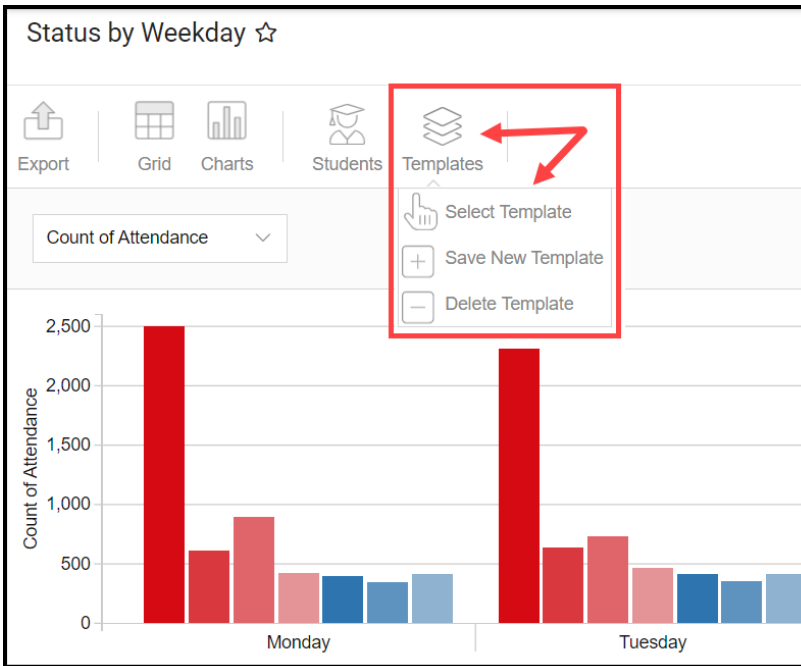 Status by Weekday
Export Grid Charts Students Templates
Select Template
Save New Template
Delete Template
Count of Attendance
2,500
2,000
1,500
1,000
500
0
Count of Attendance
Monday Tuesday